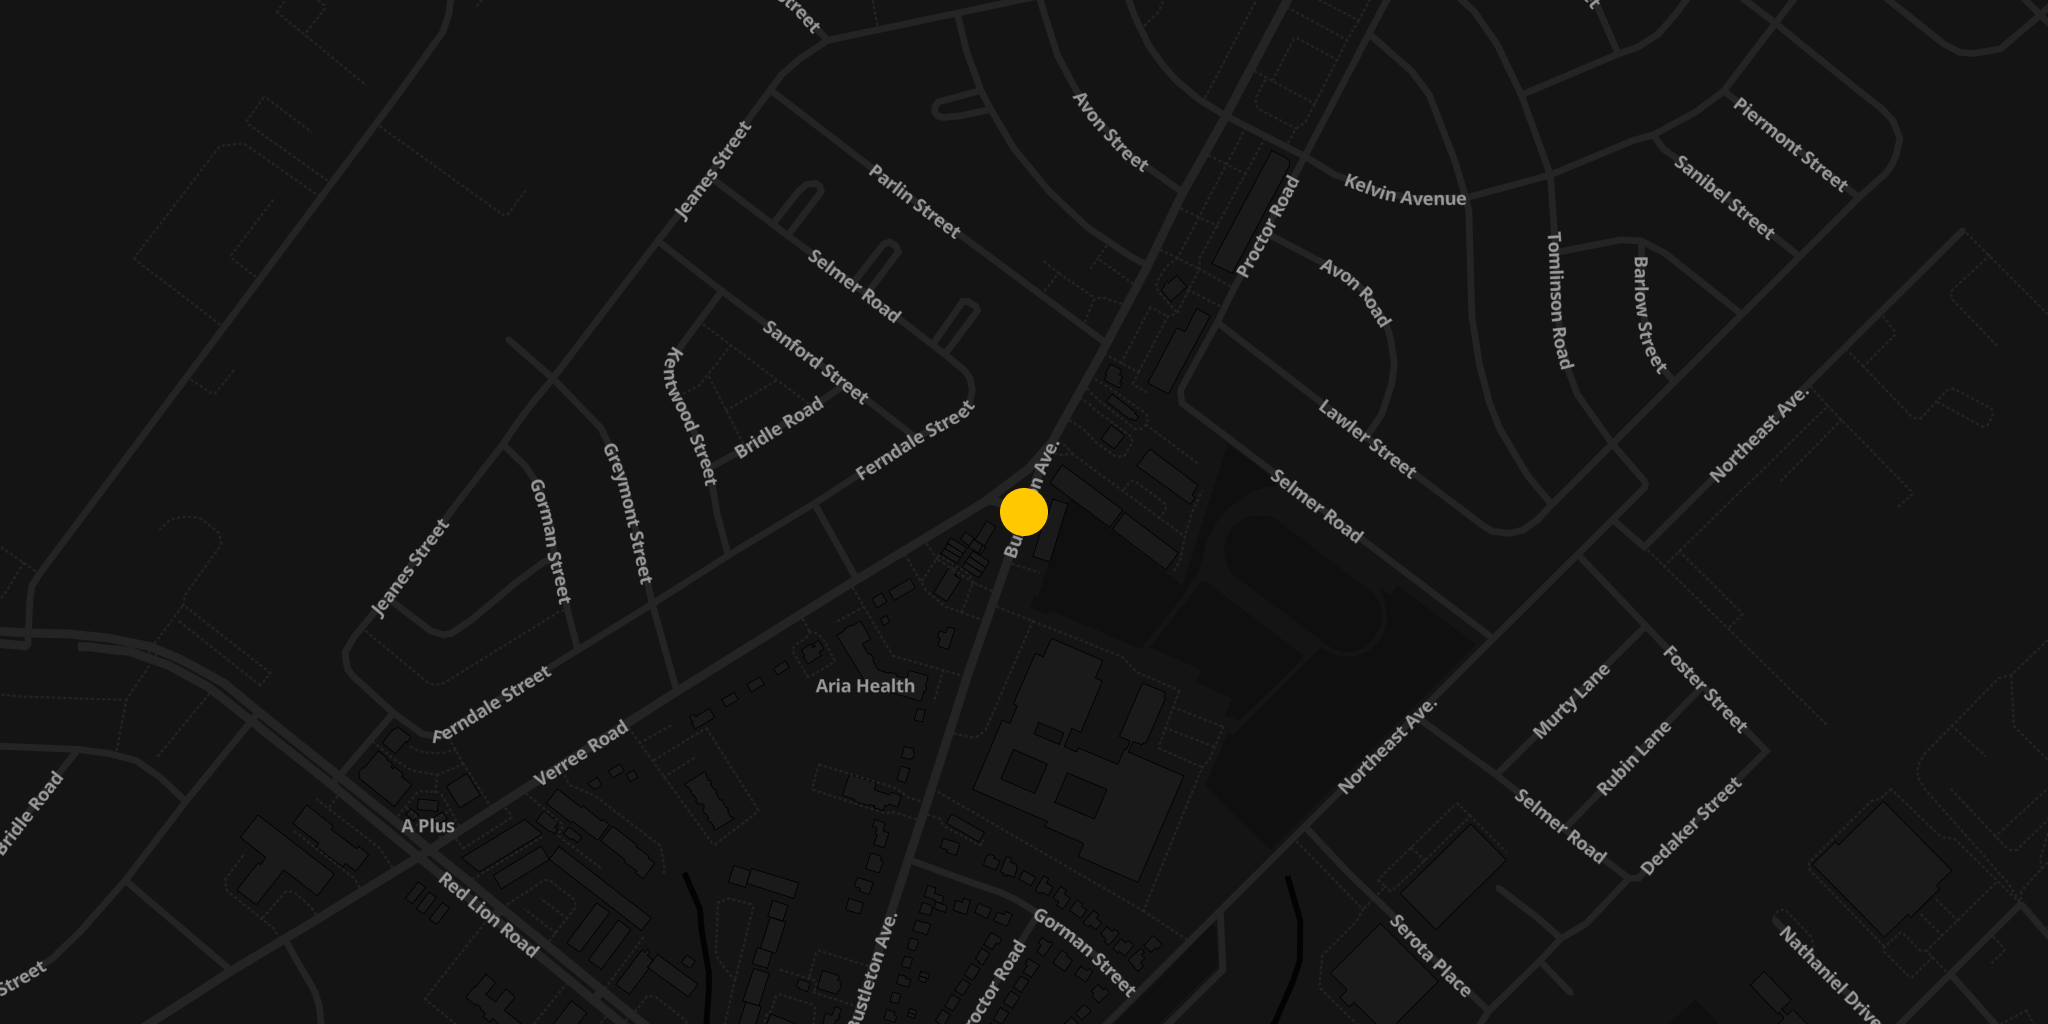 Street
Avon Street
Piermont Street
Jeanes Street
Parlin Street
Kelvin Avenue
Sanibel Street
Proctor Road
Selmer Road
Avon Road
Tomlinson Road
Barlow Street
Sanford Street
Kentwood Street
Bridle Road
Ferndale Street
Lawler Street
Northeast Ave.
Greymont Street
Gorman Street
Selmer Road
Jeanes Street
Aria Health
Ferndale Street
Verree Road
Murty Lane
Foster Street
Rubin Lane
Northeast Ave.
Bridle Road
A Plus
Selmer Road
Dedaker Street
Red Lion Road
Bustleton Ave.
Gorman Street
Serota Place
Nathaniel Drive
Street